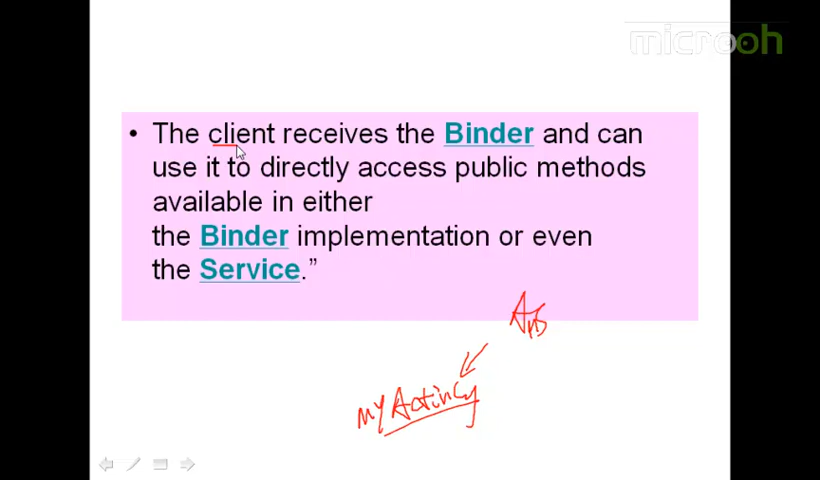 microoh
• The client receives the Binder and can
use it to directly access public methods
available in either
the Binder implementation or even
the Service.”
myActivity